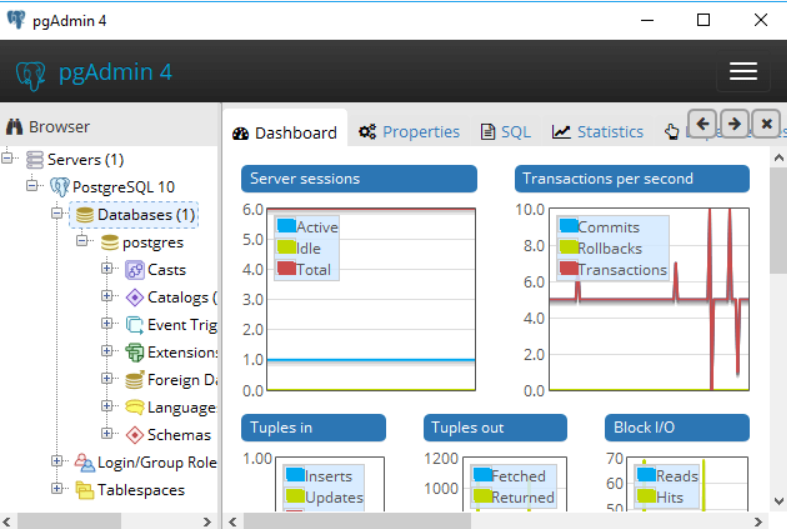 pgAdmin 4
pgAdmin 4
Browser
Servers (1)
PostgreSQL 10
Databases (1)
postgres
Casts
Catalogs (
Event Trig
Extension
Foreign D
Language
Schemas
Login/Group Role
Tablespaces
Dashboard
Properties
SQL
Statistics
Server sessions
6.0
5.0
4.0
3.0
2.0
1.0
0.0
Active
Idle
Total
Transactions per second
10.0
8.0
6.0
4.0
2.0
0.0
Commits
Rollbacks
Transactions
Tuples in
1.00
Inserts
Updates
Tuples out
1200
1000
Fetched
Returned
Block I/O
70
60
50
Reads
Hits